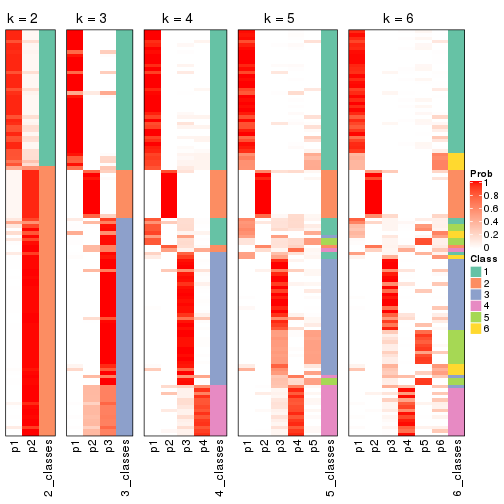 k = 2
k = 3
k = 4
k = 5
k = 6
Prob
1
0.8
0.6
0.4
0.2
0
Class
1
2
3
4
5
6
p1
p2
2_classes
p1
p2
p3
3_classes
p1
p2
p3
p4
4_classes
p1
p2
p3
p4
p5
5_classes
p1
p2
p3
p4
p5
p6
6_classes